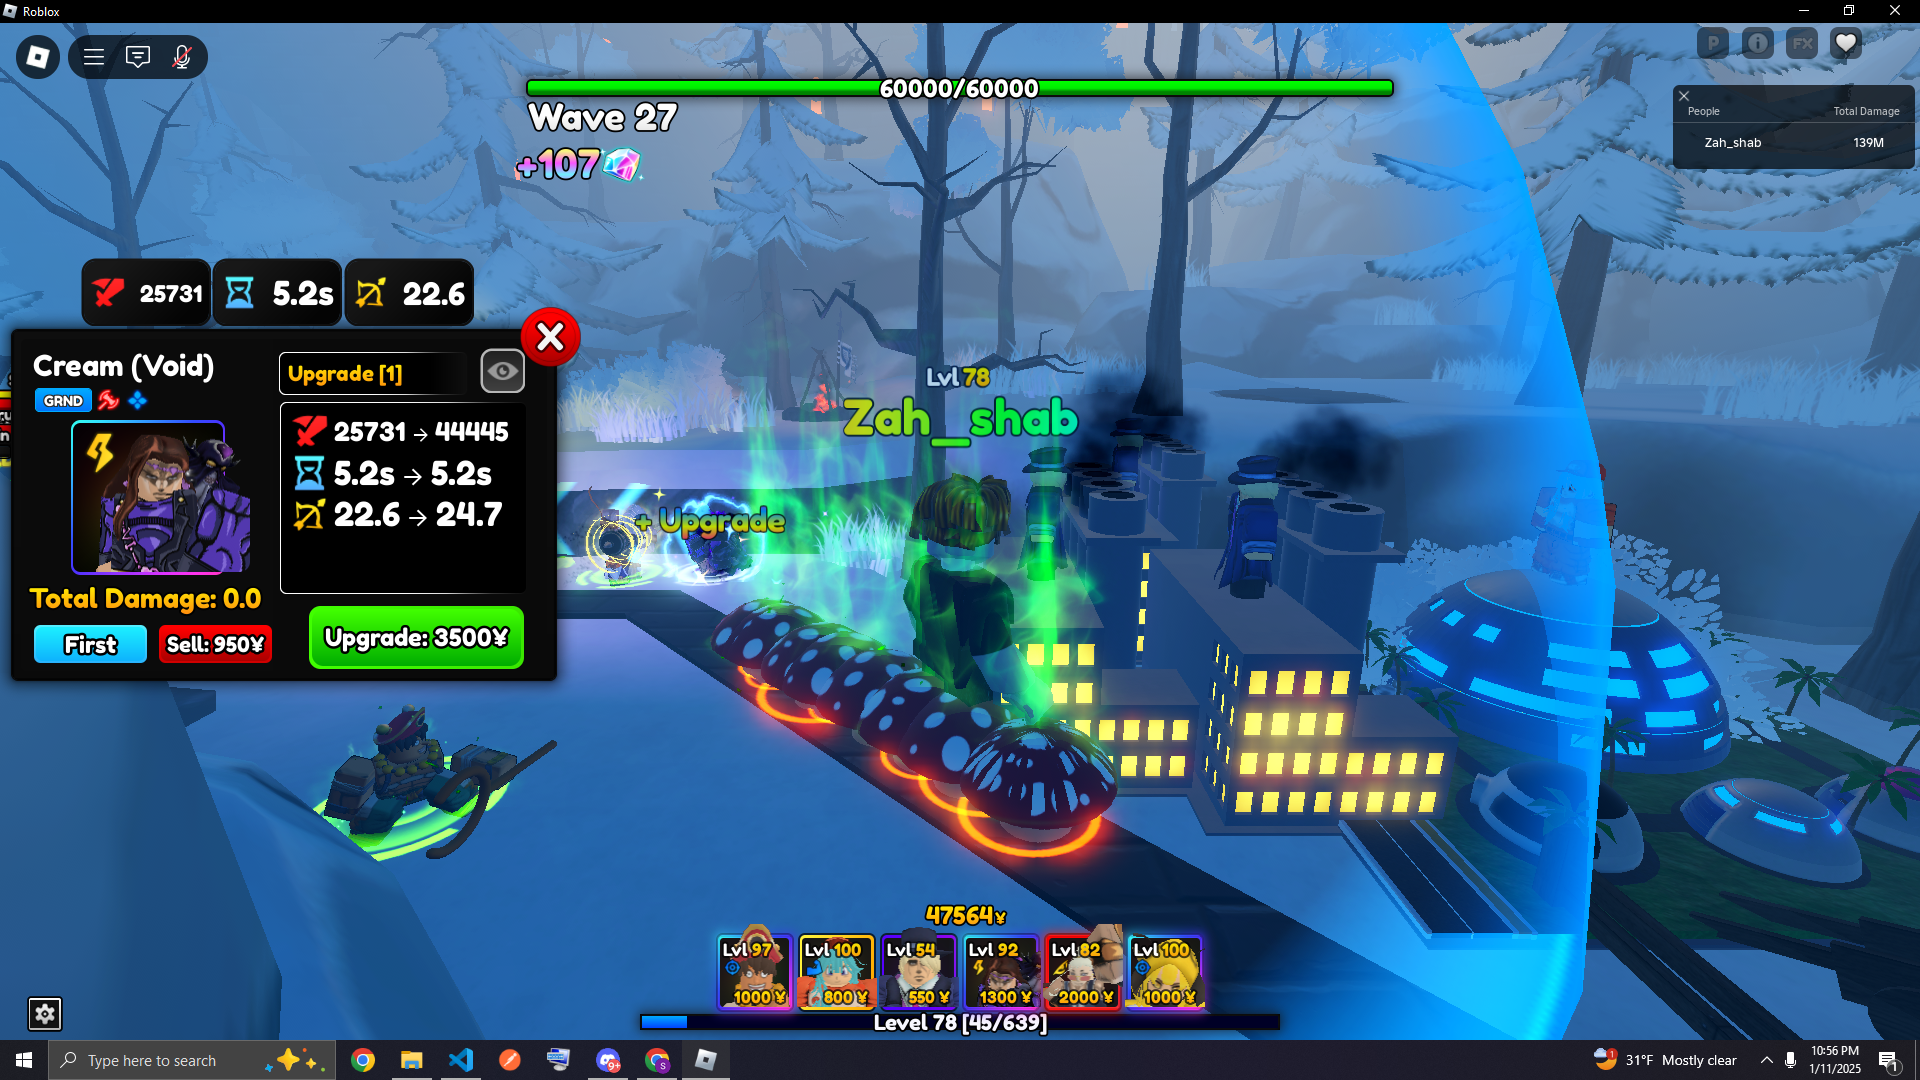 Roblox
P
FX
60000/60000
Wave 27
+107
People Total Damage
Zah_shab 139M
25731 5.2s 22.6
Cream (Void)
GRND
Upgrade [1]
25731 → 44445
5.2s → 5.2s
22.6 → 24.7
Total Damage: 0.0
First
Sell: 950¥
Upgrade: 3500¥
Lvl 78
Zah_shab
+ Upgrade
47564¥
Lvl 97 Lvl 100 Lvl 54 Lvl 92 Lvl 82 Lvl 100
1000 ¥ 800 ¥ 550 ¥ 1300 ¥ 2000 ¥ 1000 ¥
Level 78 [45/639]
Type here to search
9+
S
1
31°F Mostly clear
10:56 PM
1/11/2025
1